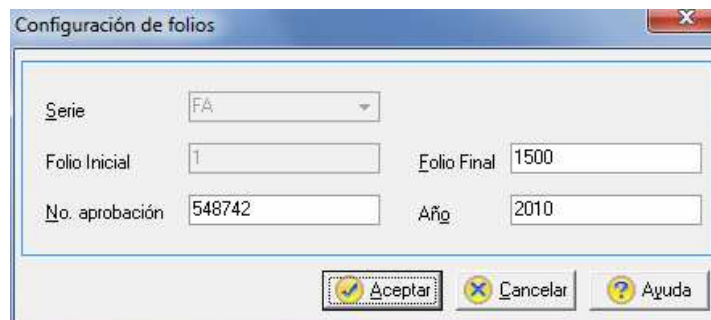 Configuración de folios
Serie FA
Folio Inicial 1 Folio Final 1500
No. aprobación 548742 Año 2010
Aceptar Cancelar Ayuda